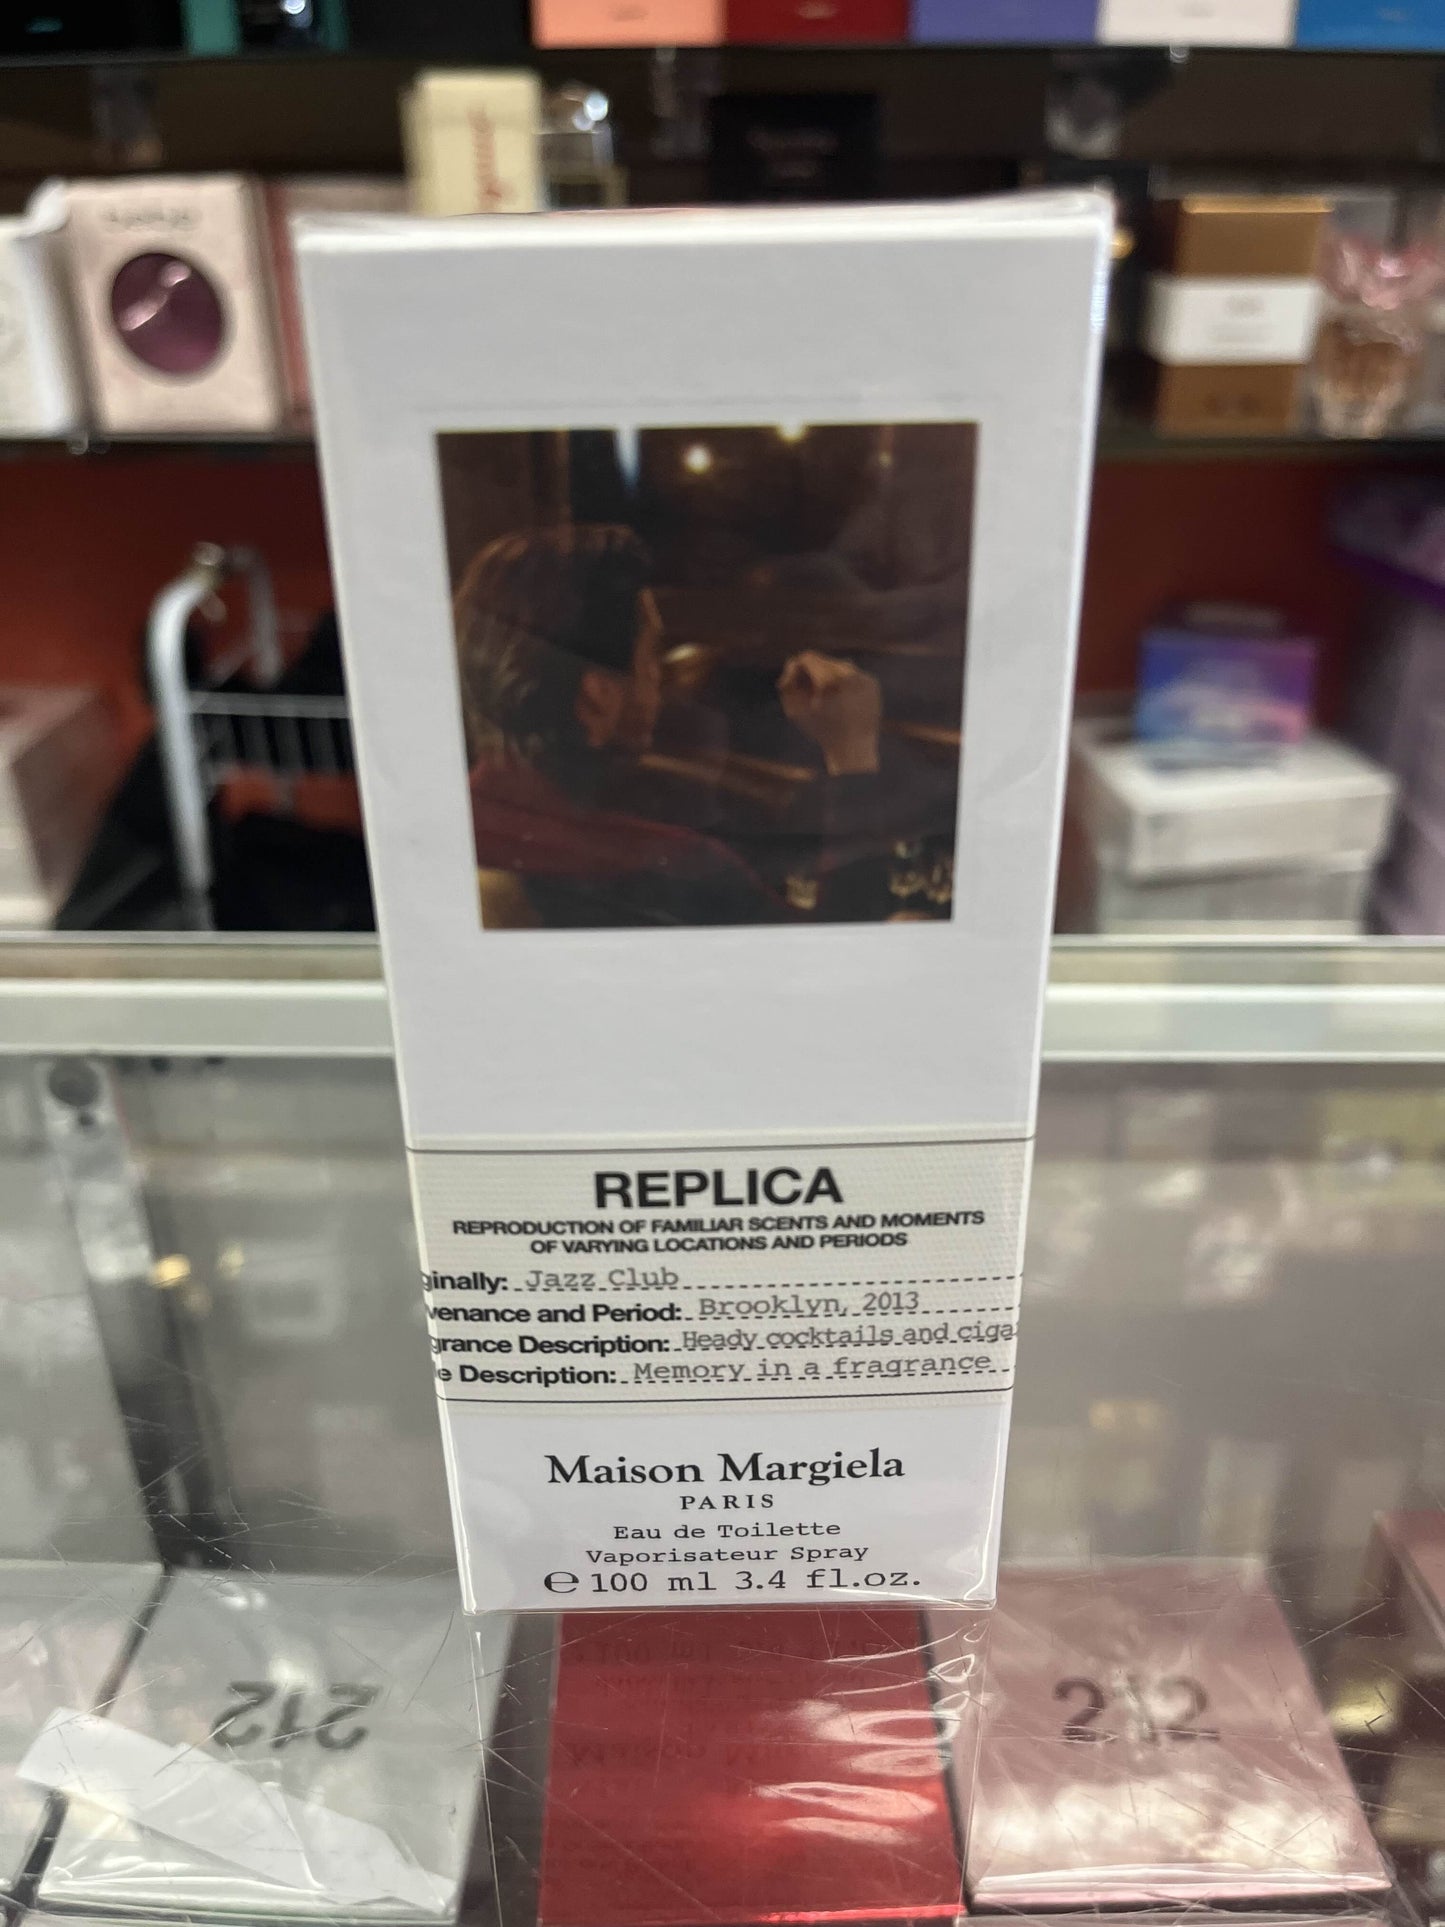 REPLICA
REPRODUCTION OF FAMILIAR SCENTS AND MOMENTS
OF VARYING LOCATIONS AND PERIODS
ginally: Jazz Club
venance and Period: Brooklyn, 2013
grance Description: Heady cocktails and ciga
e Description: Memory in a fragrance
Maison Margiela
PARIS
Eau de Toilette
Vaporisateur Spray
℮ 100 ml 3.4 fl.oz.
212
212